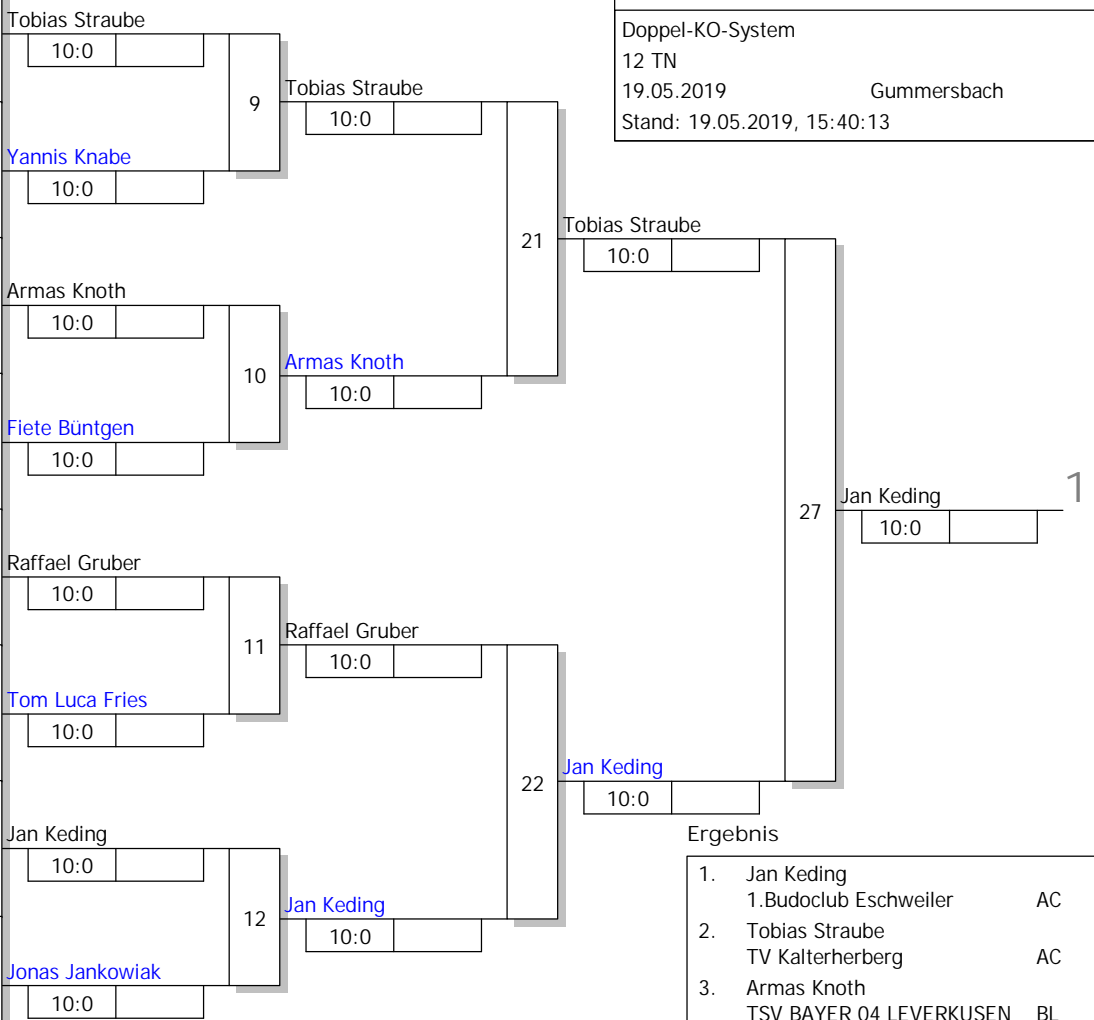 Doppel-KO-System
12 TN
19.05.2019 Gummersbach
Stand: 19.05.2019, 15:40:13
Tobias Straube
10:0
9
Yannis Knabe
10:0
Tobias Straube
10:0
Armas Knoth
10:0
10
Fiete Büntgen
10:0
Armas Knoth
10:0
21
Tobias Straube
10:0
Raffael Gruber
10:0
11
Tom Luca Fries
10:0
Raffael Gruber
10:0
Jan Keding
10:0
12
Jonas Jankowiak
10:0
Jan Keding
10:0
22
Jan Keding
10:0
27
Jan Keding
10:0
1
Ergebnis
1. Jan Keding
1.Budoclub Eschweiler AC
2. Tobias Straube
TV Kalterherberg AC
3. Armas Knoth
TSV BAYER 04 LEVERKUSEN BL